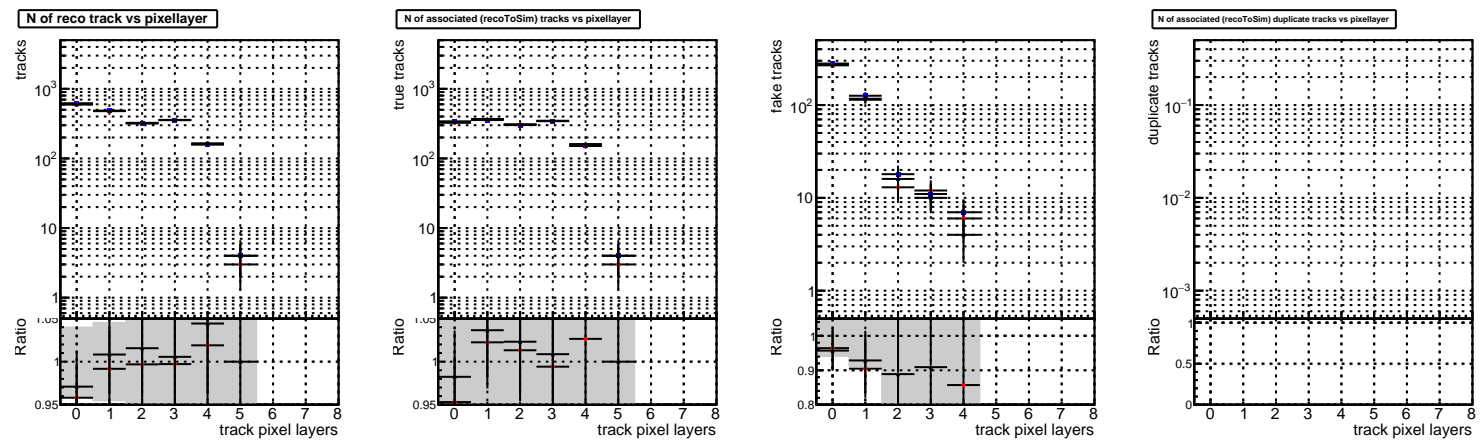 N of reco track vs pixellayer
tracks
10³
10²
10
1
Ratio
1.05
1
0.95
0 1 2 3 4 5 6 7 8
track pixel layers
N of associated (recoToSim) tracks vs pixellayer
true tracks
10³
10²
10
1
Ratio
1.05
1
0.95
0 1 2 3 4 5 6 7 8
track pixel layers
fake tracks
10²
10
1
Ratio
1
0.9
0.8
0 1 2 3 4 5 6 7 8
track pixel layers
N of associated (recoToSim) duplicate tracks vs pixellayer
duplicate tracks
10⁻¹
10⁻²
10⁻³
Ratio
1
0.5
0
0 1 2 3 4 5 6 7 8
track pixel layers